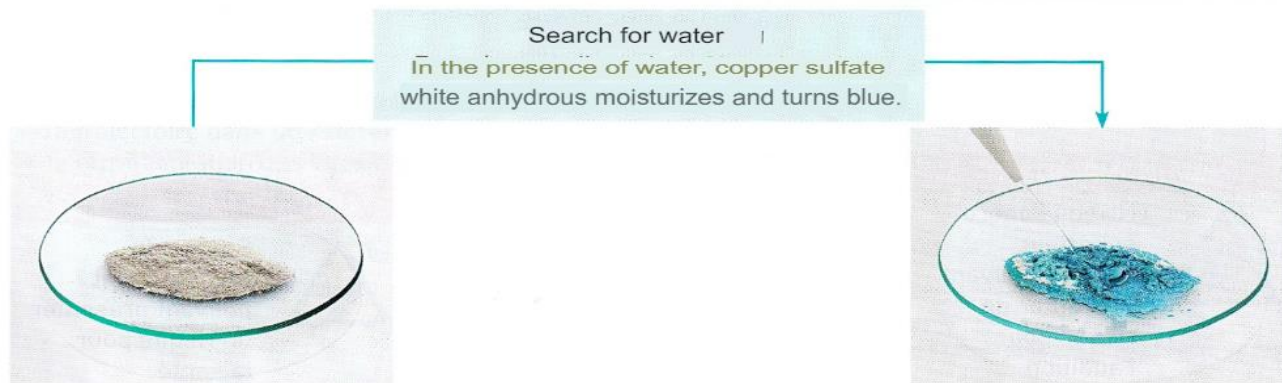 Search for water
In the presence of water, copper sulfate
white anhydrous moisturizes and turns blue.